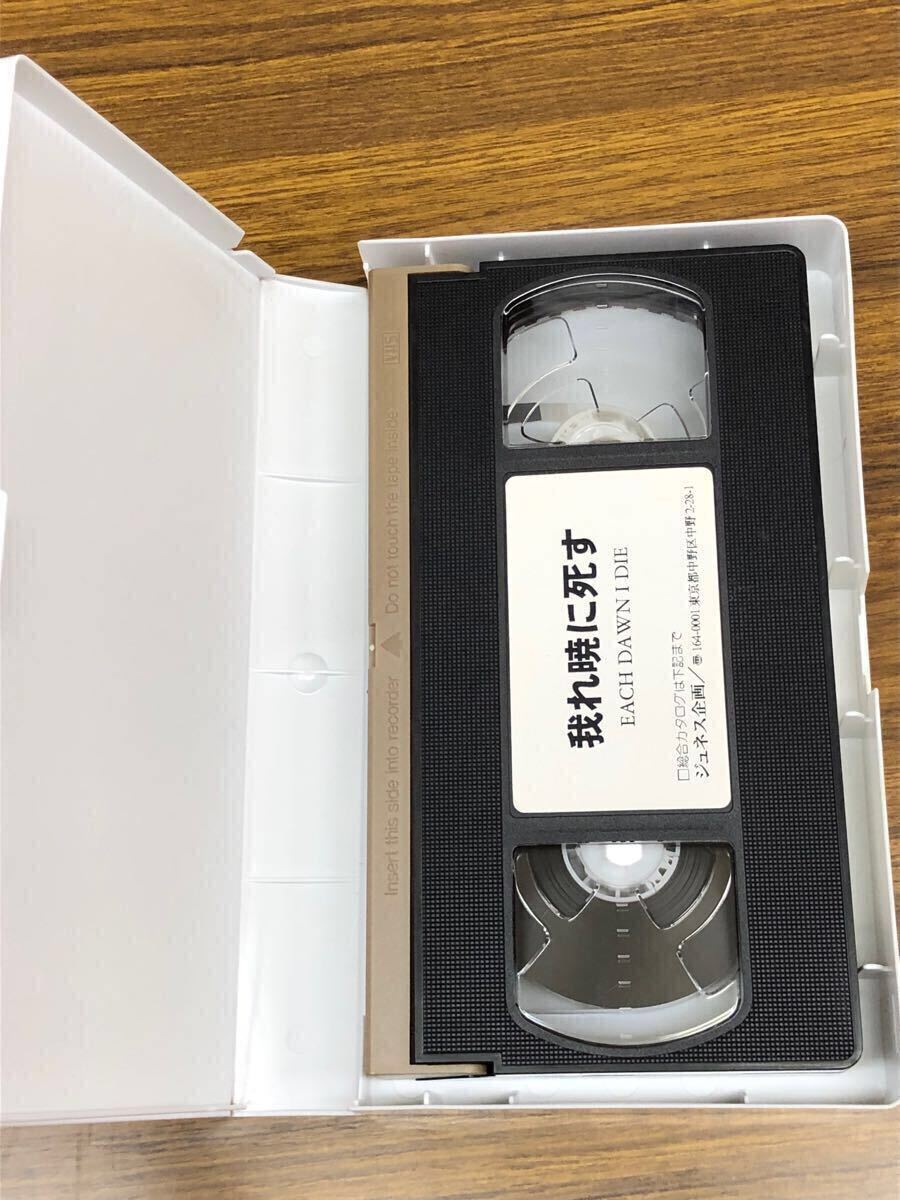 我れ暁に死す
EACH DAWN I DIE
□総合カタログは下記まで
ジュネス企画/〠164-0001 東京都中野区中野2-28-1
VHS
Insert this side into recorder ▲ Do not touch the tape inside